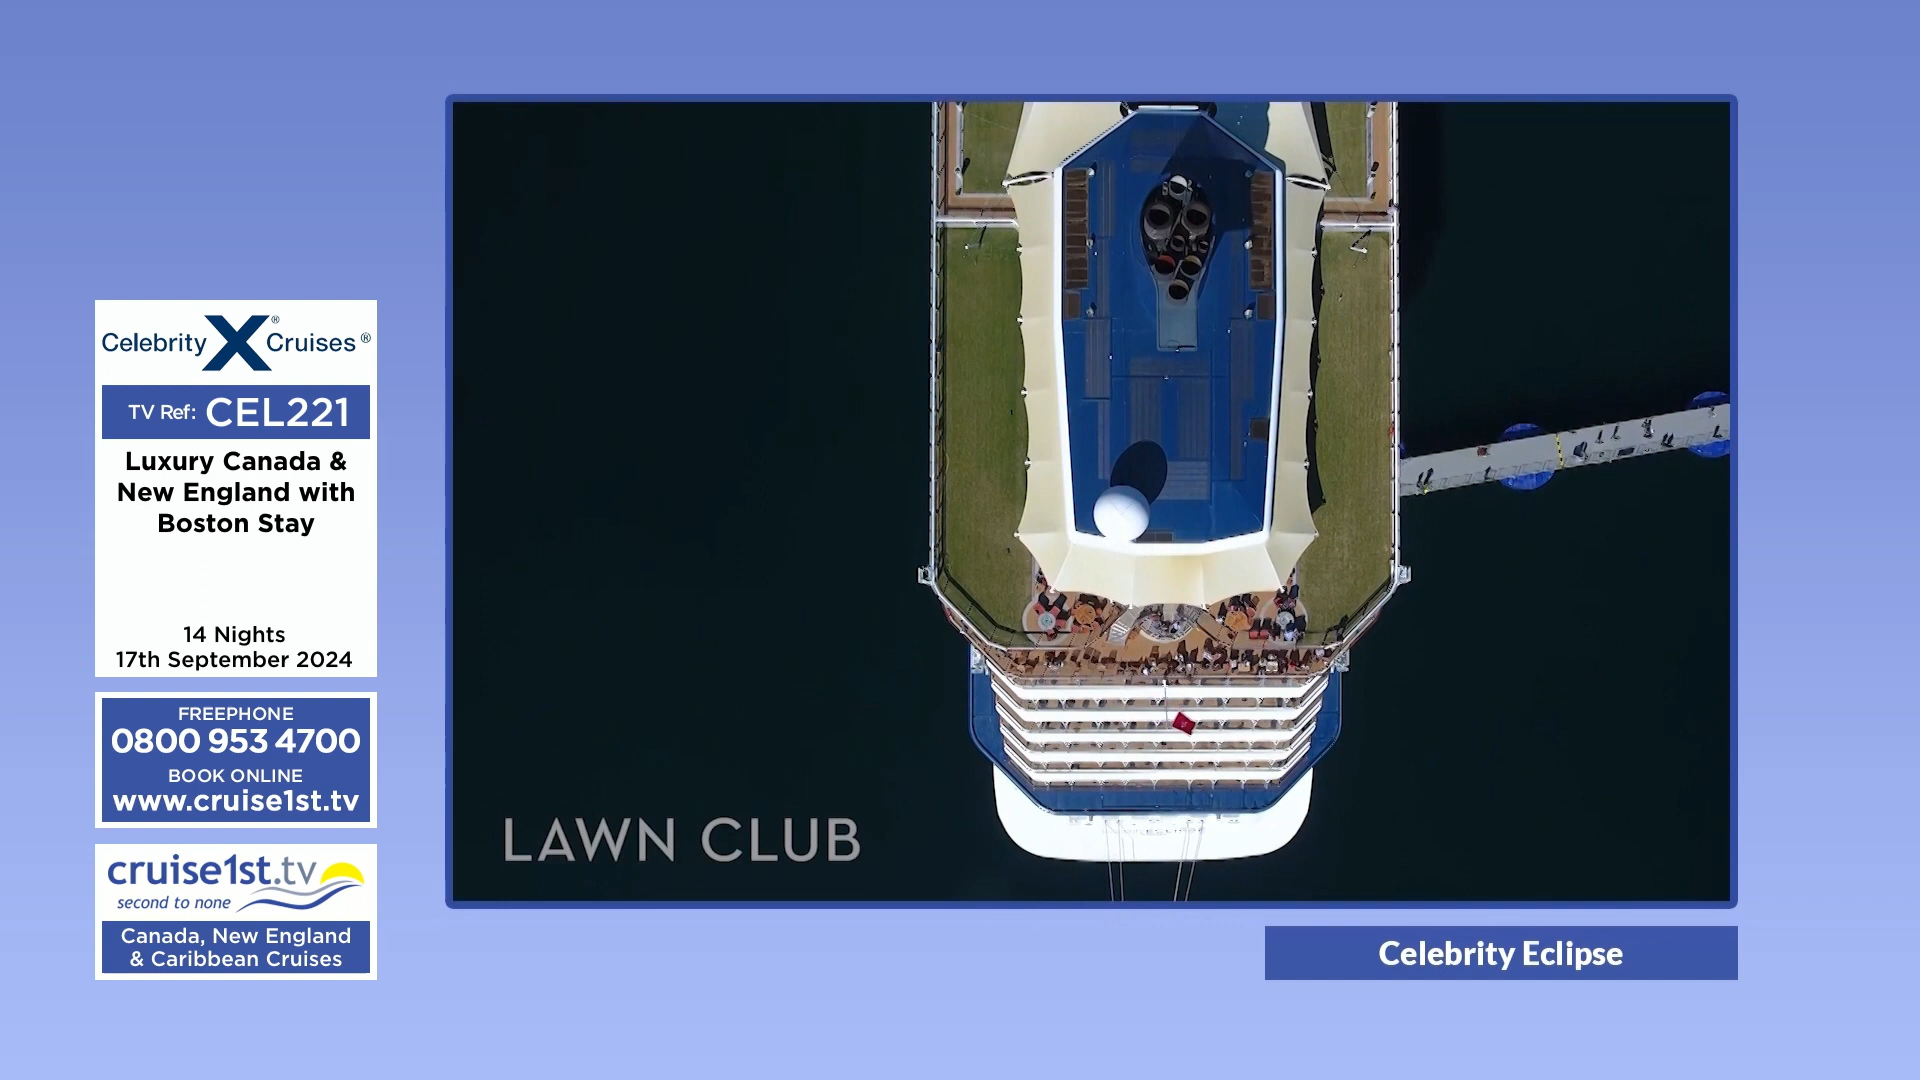 Celebrity X® Cruises®
TV Ref: CEL221
Luxury Canada &
New England with
Boston Stay
14 Nights
17th September 2024
FREEPHONE
0800 953 4700
BOOK ONLINE
www.cruise1st.tv
cruise1st.tv
second to none
Canada, New England
& Caribbean Cruises
LAWN CLUB
Celebrity Eclipse